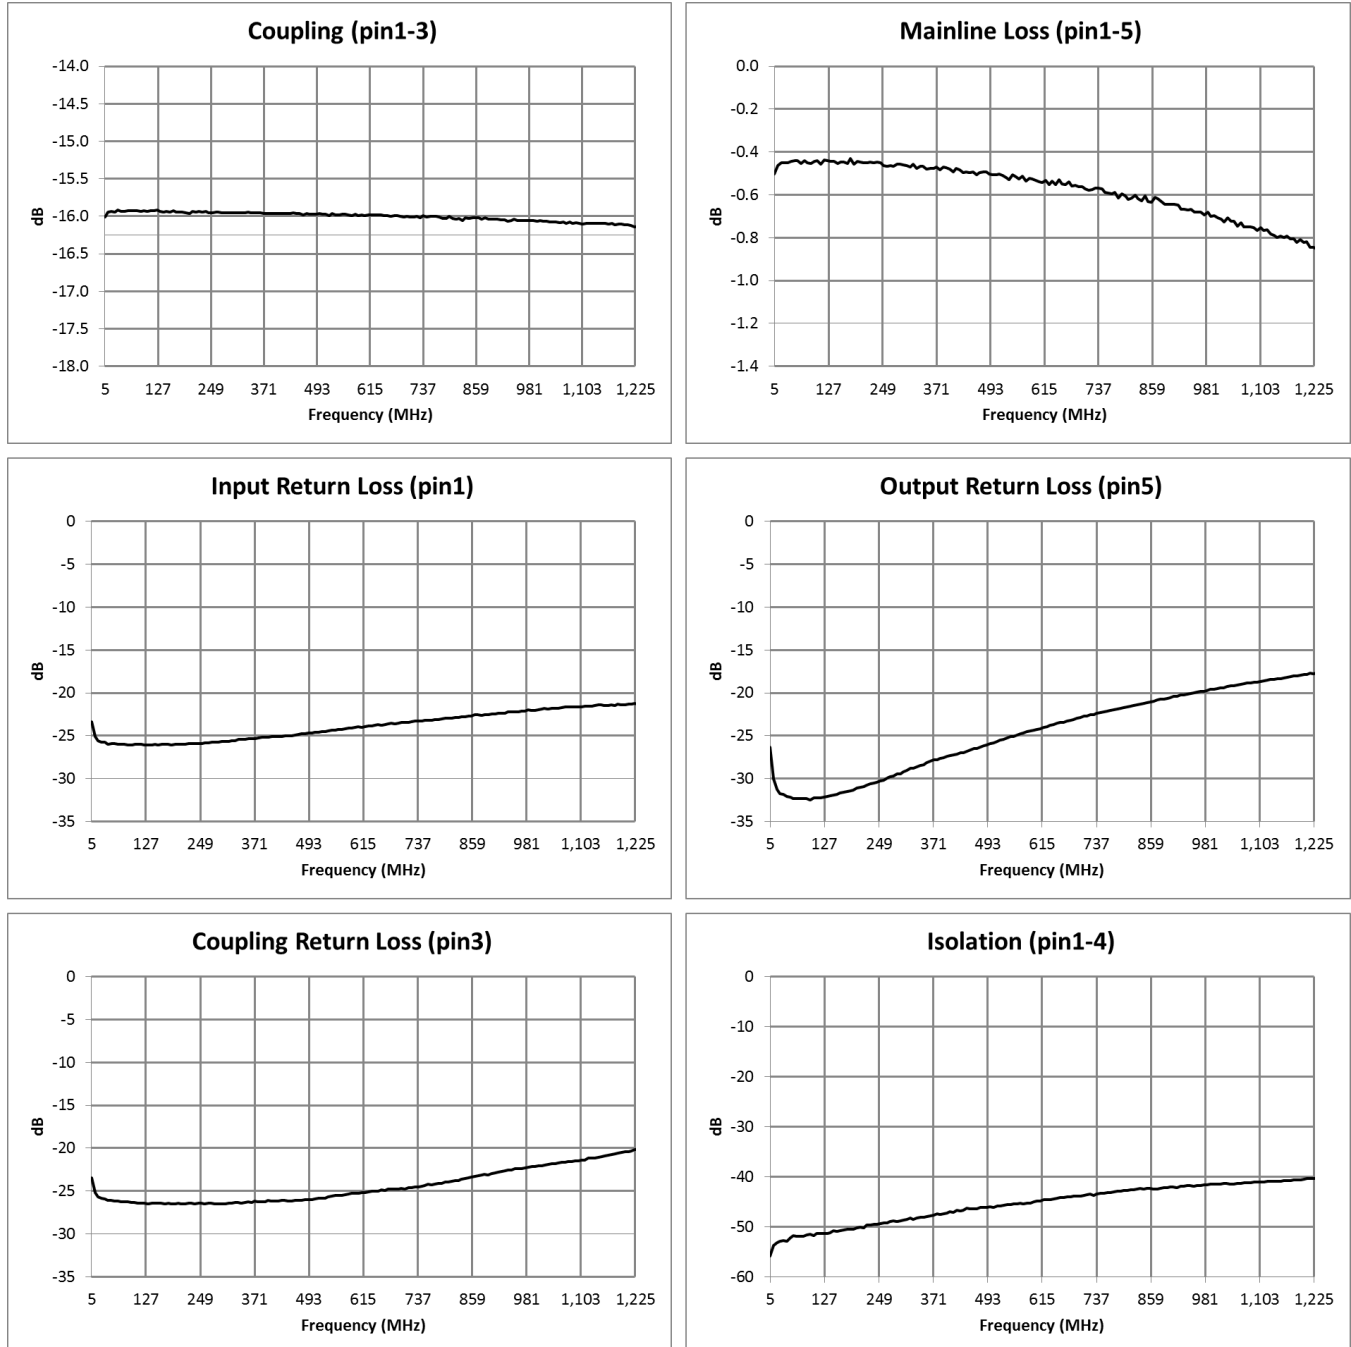 Coupling (pin1-3)
-14.0
-14.5
-15.0
-15.5
-16.0
-16.5
-17.0
-17.5
-18.0
dB
5 127 249 371 493 615 737 859 981 1,103 1,225
Frequency (MHz)
Mainline Loss (pin1-5)
0.0
-0.2
-0.4
-0.6
-0.8
-1.0
-1.2
-1.4
dB
5 127 249 371 493 615 737 859 981 1,103 1,225
Frequency (MHz)
Input Return Loss (pin1)
0
-5
-10
-15
-20
-25
-30
-35
dB
5 127 249 371 493 615 737 859 981 1,103 1,225
Frequency (MHz)
Output Return Loss (pin5)
0
-5
-10
-15
-20
-25
-30
-35
dB
5 127 249 371 493 615 737 859 981 1,103 1,225
Frequency (MHz)
Coupling Return Loss (pin3)
0
-5
-10
-15
-20
-25
-30
-35
dB
5 127 249 371 493 615 737 859 981 1,103 1,225
Frequency (MHz)
Isolation (pin1-4)
0
-10
-20
-30
-40
-50
-60
dB
5 127 249 371 493 615 737 859 981 1,103 1,225
Frequency (MHz)